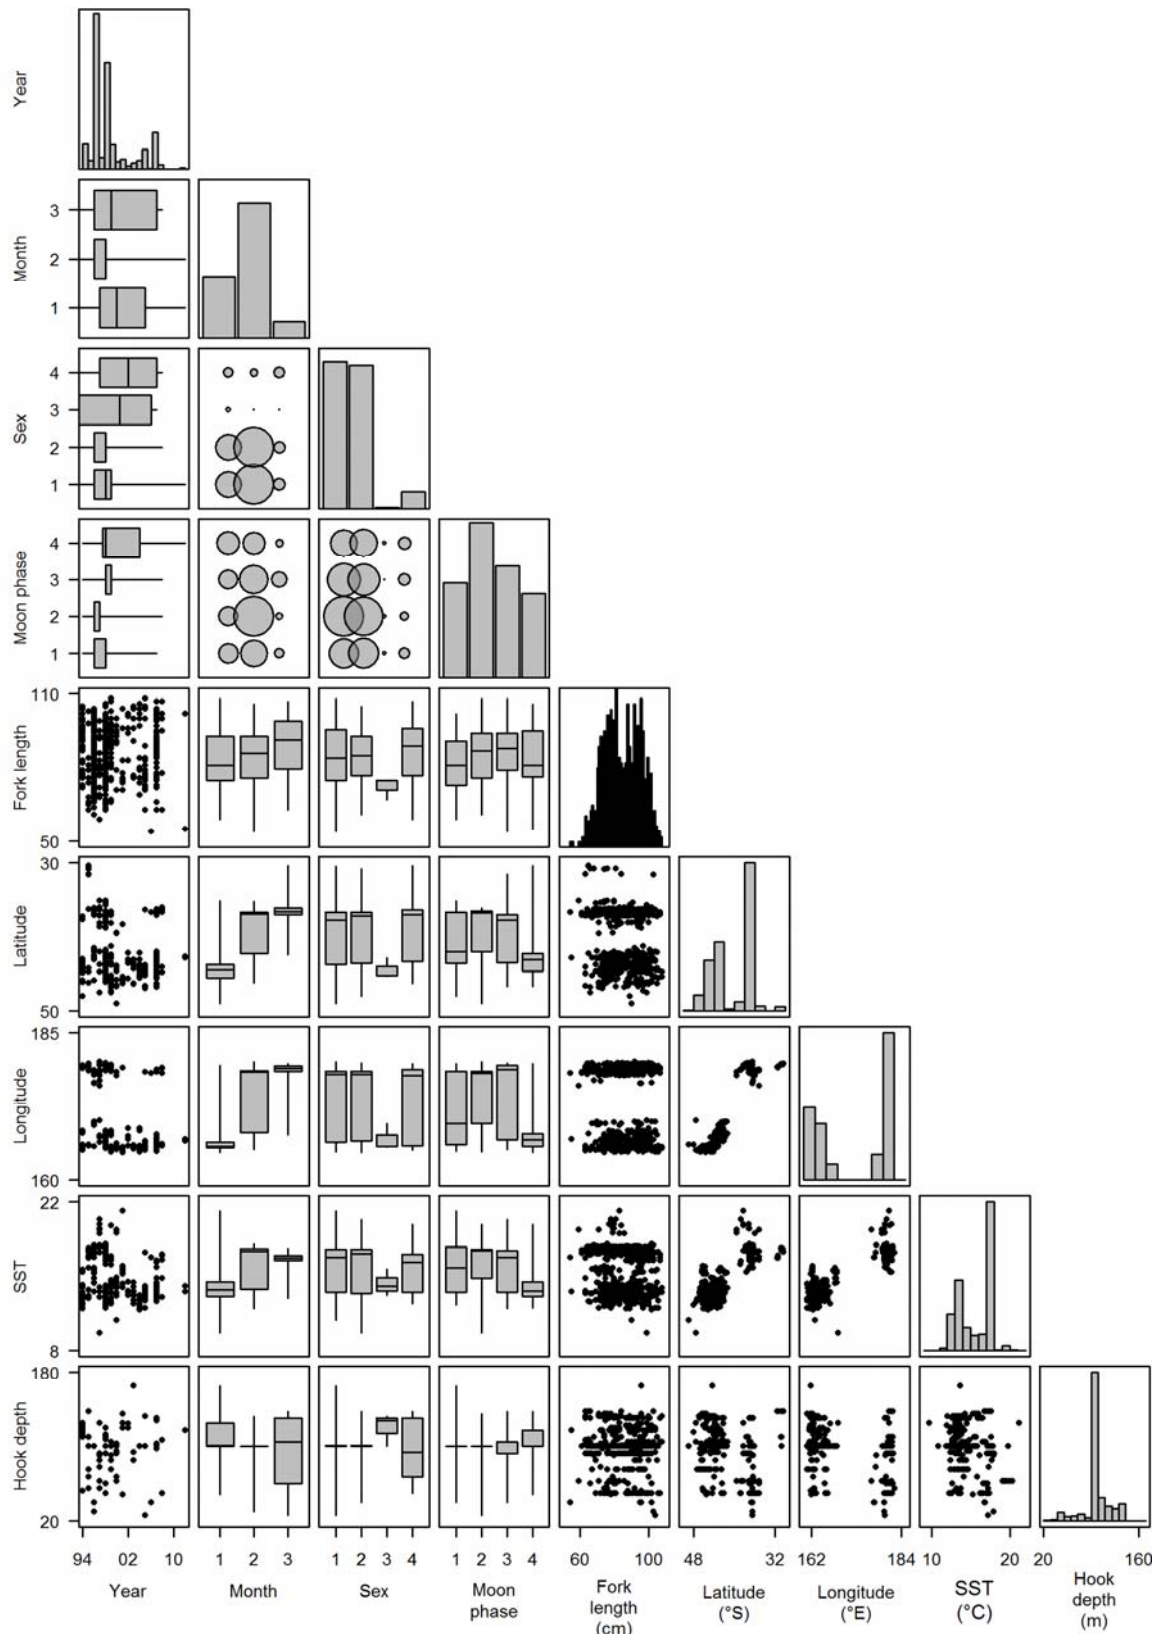 Year
Month
3
2
1
Sex
4
3
2
1
Moon phase
4
3
2
1
Fork length
110
50
Latitude
30
50
Longitude
185
160
SST
22
8
Hook depth
180
20
94 02 10 1 2 3 1 2 3 4 1 2 3 4 60 100 48 32 162 184 10 20 20 160
Year Month Sex Moon phase Fork length (cm) Latitude (°S) Longitude (°E) SST (°C) Hook depth (m)